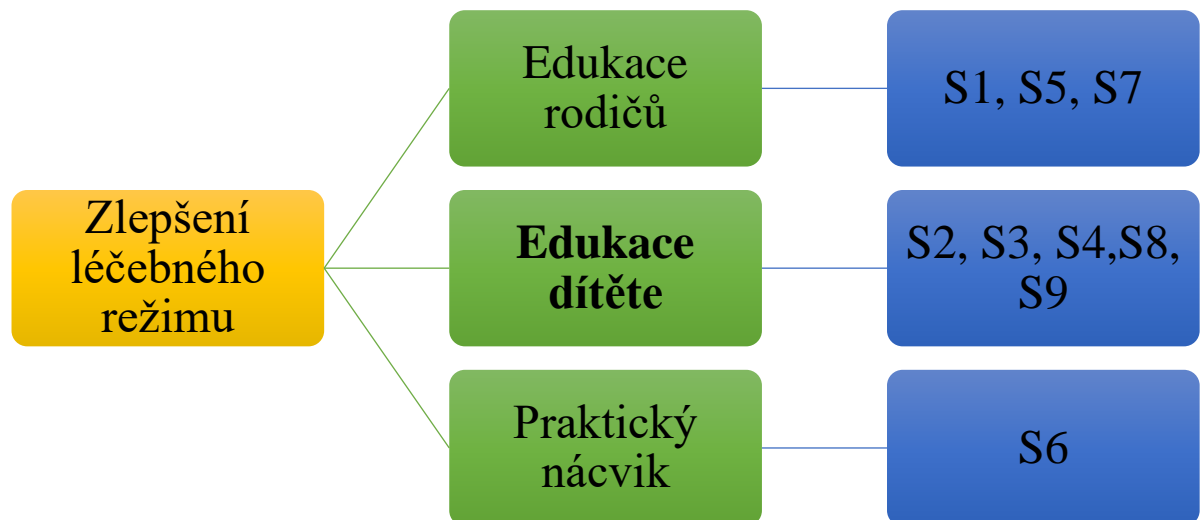 Zlepšení
léčebného
režimu
Edukace
rodičů
S1, S5, S7
Edukace
dítěte
S2, S3, S4,S8,
S9
Praktický
nácvik
S6